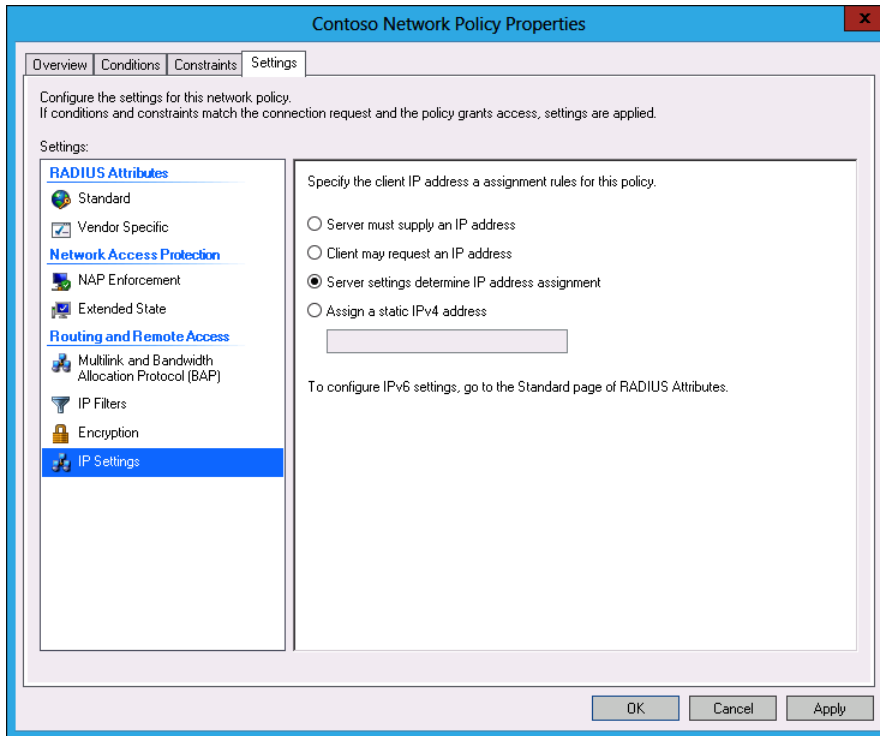 Contoso Network Policy Properties
x
Overview
Conditions
Constraints
Settings
Configure the settings for this network policy.
If conditions and constraints match the connection request and the policy grants access, settings are applied.
Settings:
RADIUS Attributes
Standard
Vendor Specific
Network Access Protection
NAP Enforcement
Extended State
Routing and Remote Access
Multilink and Bandwidth
Allocation Protocol (BAP)
IP Filters
Encryption
IP Settings
Specify the client IP address a assignment rules for this policy.
Server must supply an IP address
Client may request an IP address
Server settings determine IP address assignment
Assign a static IPv4 address
To configure IPv6 settings, go to the Standard page of RADIUS Attributes.
OK
Cancel
Apply